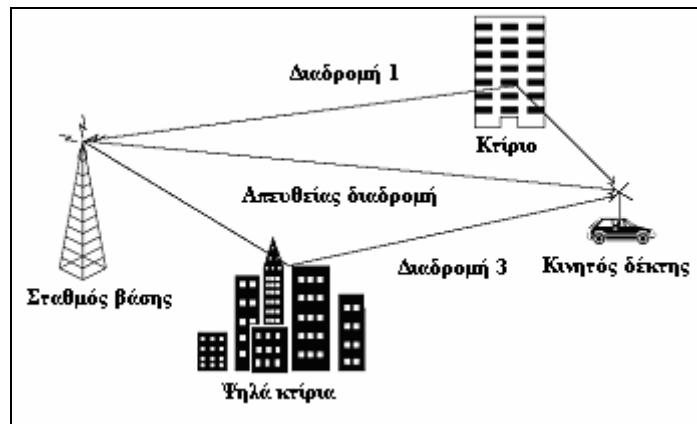 Διαδρομή 1
Κτίριο
Απευθείας διαδρομή
Διαδρομή 3
Κινητός δέκτης
Σταθμός βάσης
Ψηλά κτίρια